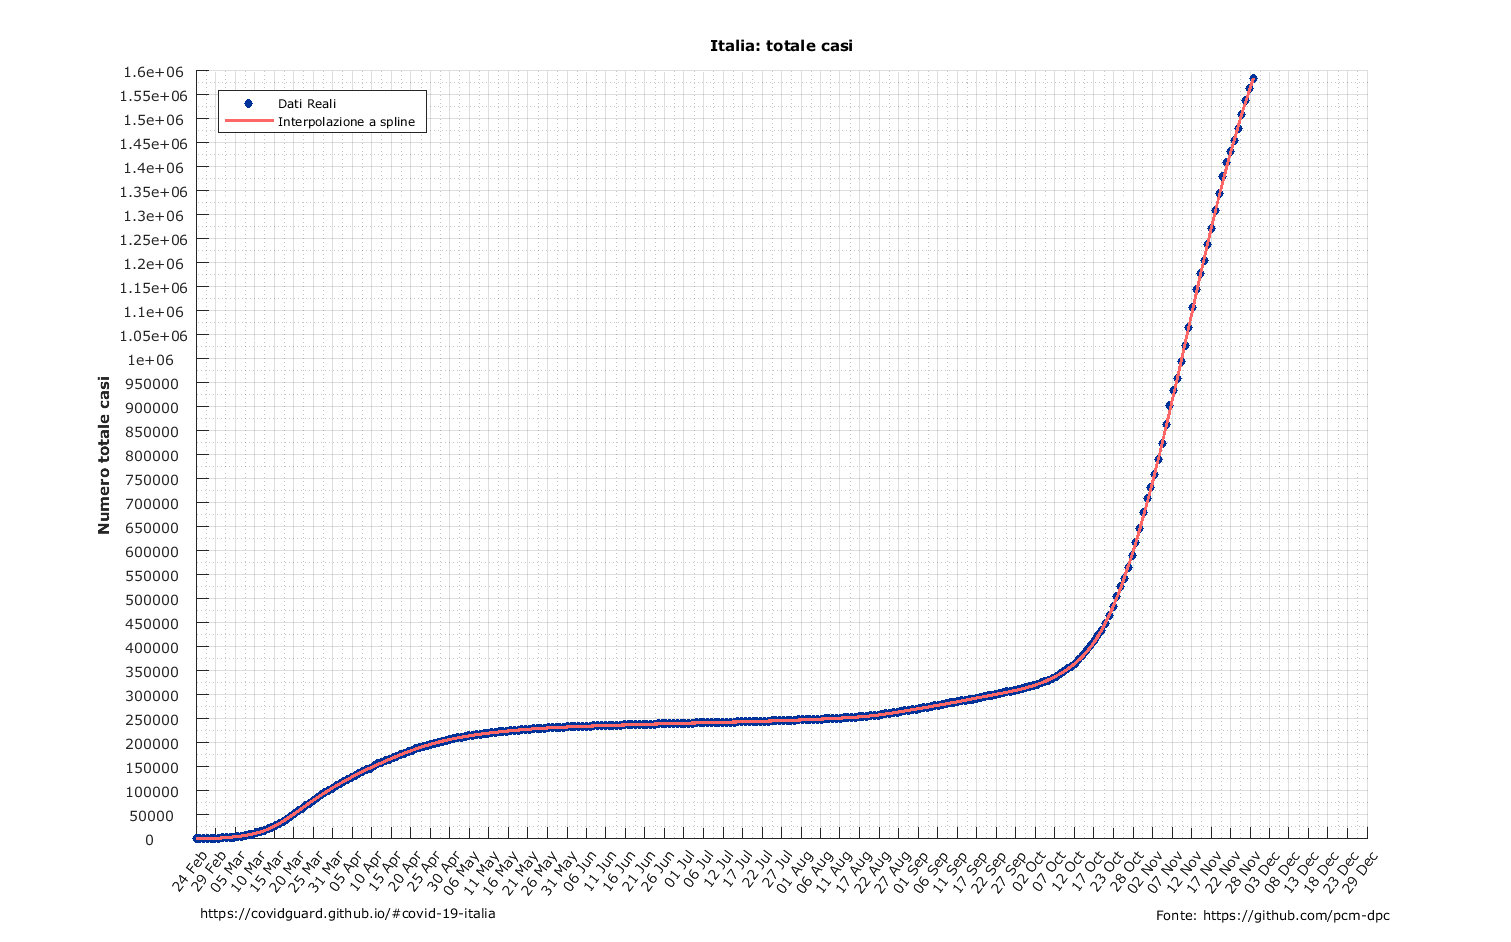 Italia: totale casi
1.6e+06
1.55e+06
1.5e+06
1.45e+06
1.4e+06
1.35e+06
1.3e+06
1.25e+06
1.2e+06
1.15e+06
1.1e+06
1.05e+06
1e+06
950000
900000
850000
800000
750000
700000
650000
600000
550000
500000
450000
400000
350000
300000
250000
200000
150000
100000
50000
0
Numero totale casi
Dati Reali
Interpolazione a spline
24 Feb
29 Feb
05 Mar
10 Mar
15 Mar
20 Mar
25 Mar
31 Mar
05 Apr
10 Apr
15 Apr
20 Apr
25 Apr
30 Apr
06 May
11 May
16 May
21 May
26 May
31 May
06 Jun
11 Jun
16 Jun
21 Jun
26 Jun
01 Jul
06 Jul
12 Jul
17 Jul
22 Jul
27 Jul
01 Aug
06 Aug
11 Aug
17 Aug
22 Aug
27 Aug
01 Sep
06 Sep
11 Sep
17 Sep
22 Sep
27 Sep
02 Oct
07 Oct
12 Oct
17 Oct
23 Oct
28 Oct
02 Nov
07 Nov
12 Nov
17 Nov
22 Nov
28 Nov
03 Dec
08 Dec
13 Dec
18 Dec
23 Dec
29 Dec
https://covidguard.github.io/#covid-19-italia
Fonte: https://github.com/pcm-dpc